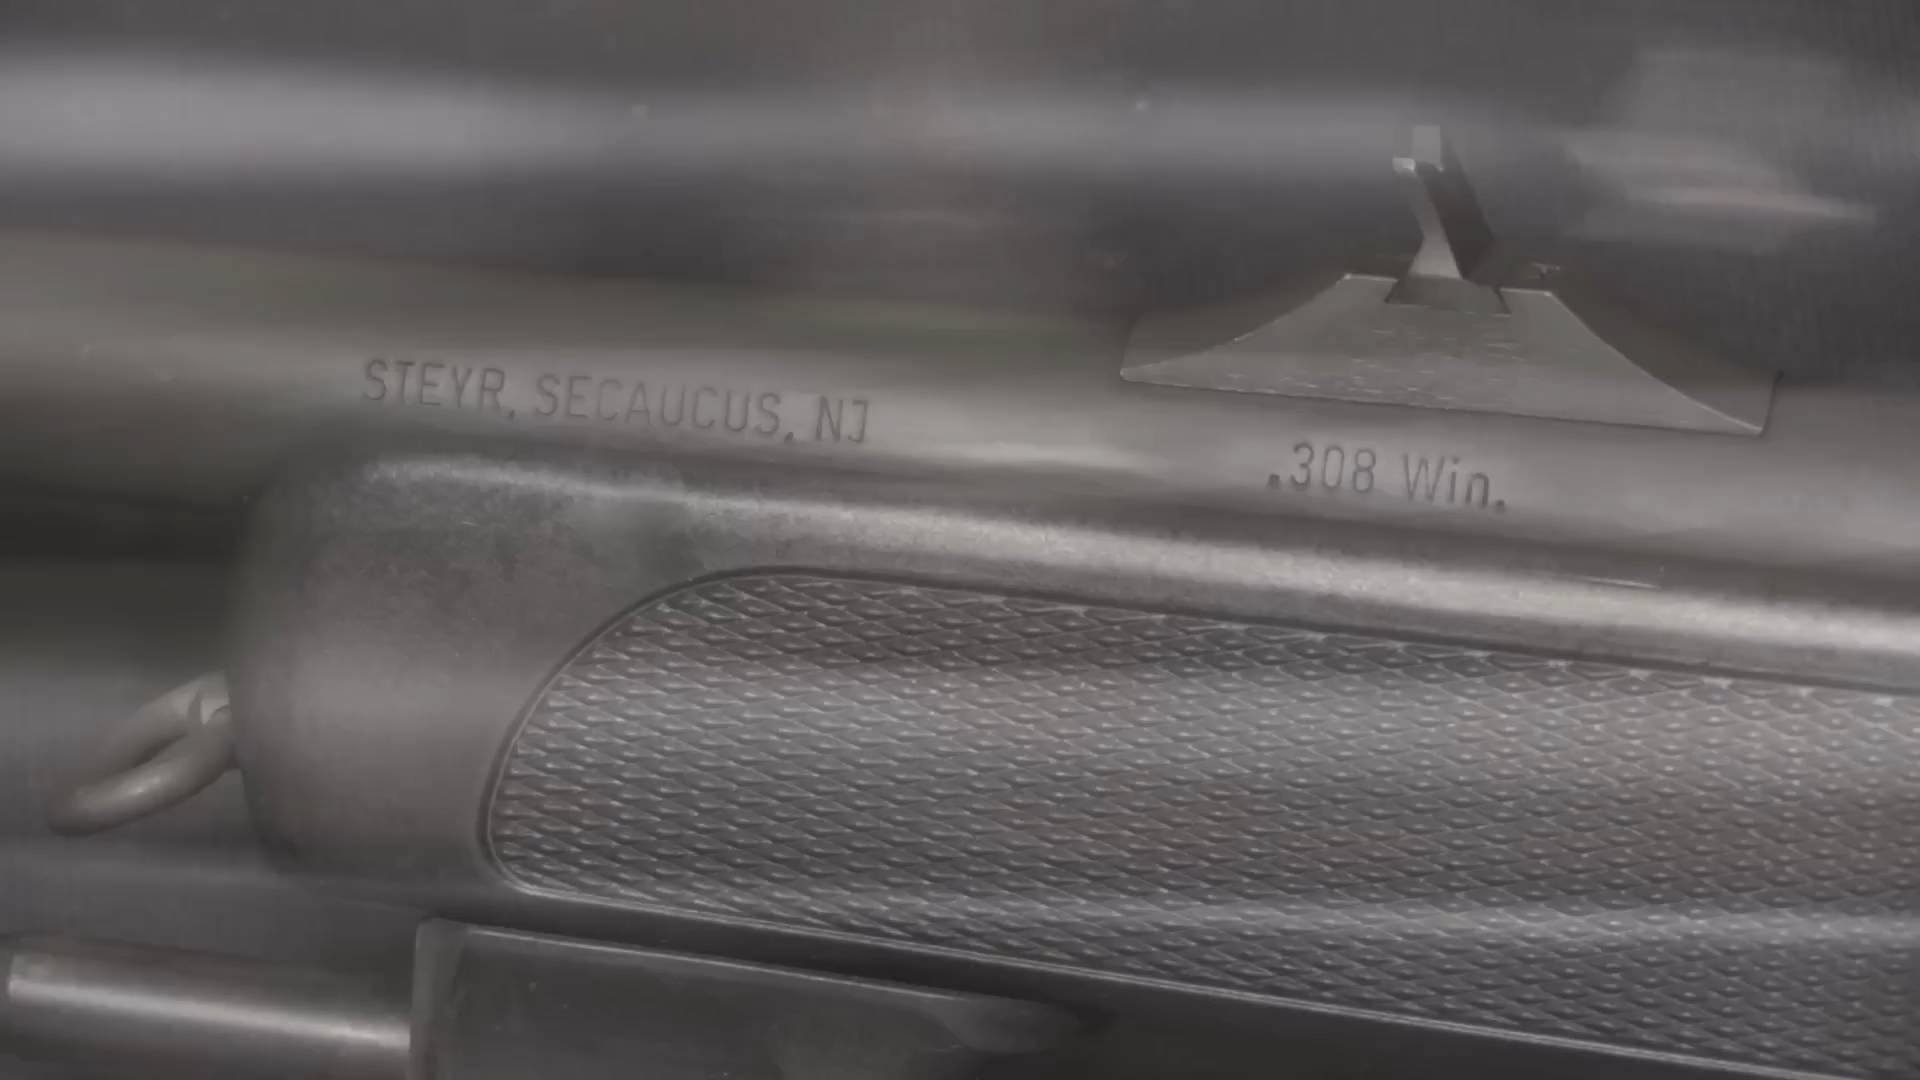 STEYR, SECAUCUS, NJ
.308 Win.